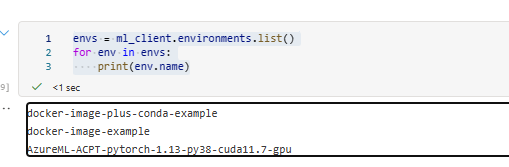 1 envs = ml_client.environments.list()
2 for env in envs:
3 ····print(env.name)
9] <1 sec
docker-image-plus-conda-example
docker-image-example
AzureML-ACPT-pytorch-1.13-py38-cuda11.7-gpu